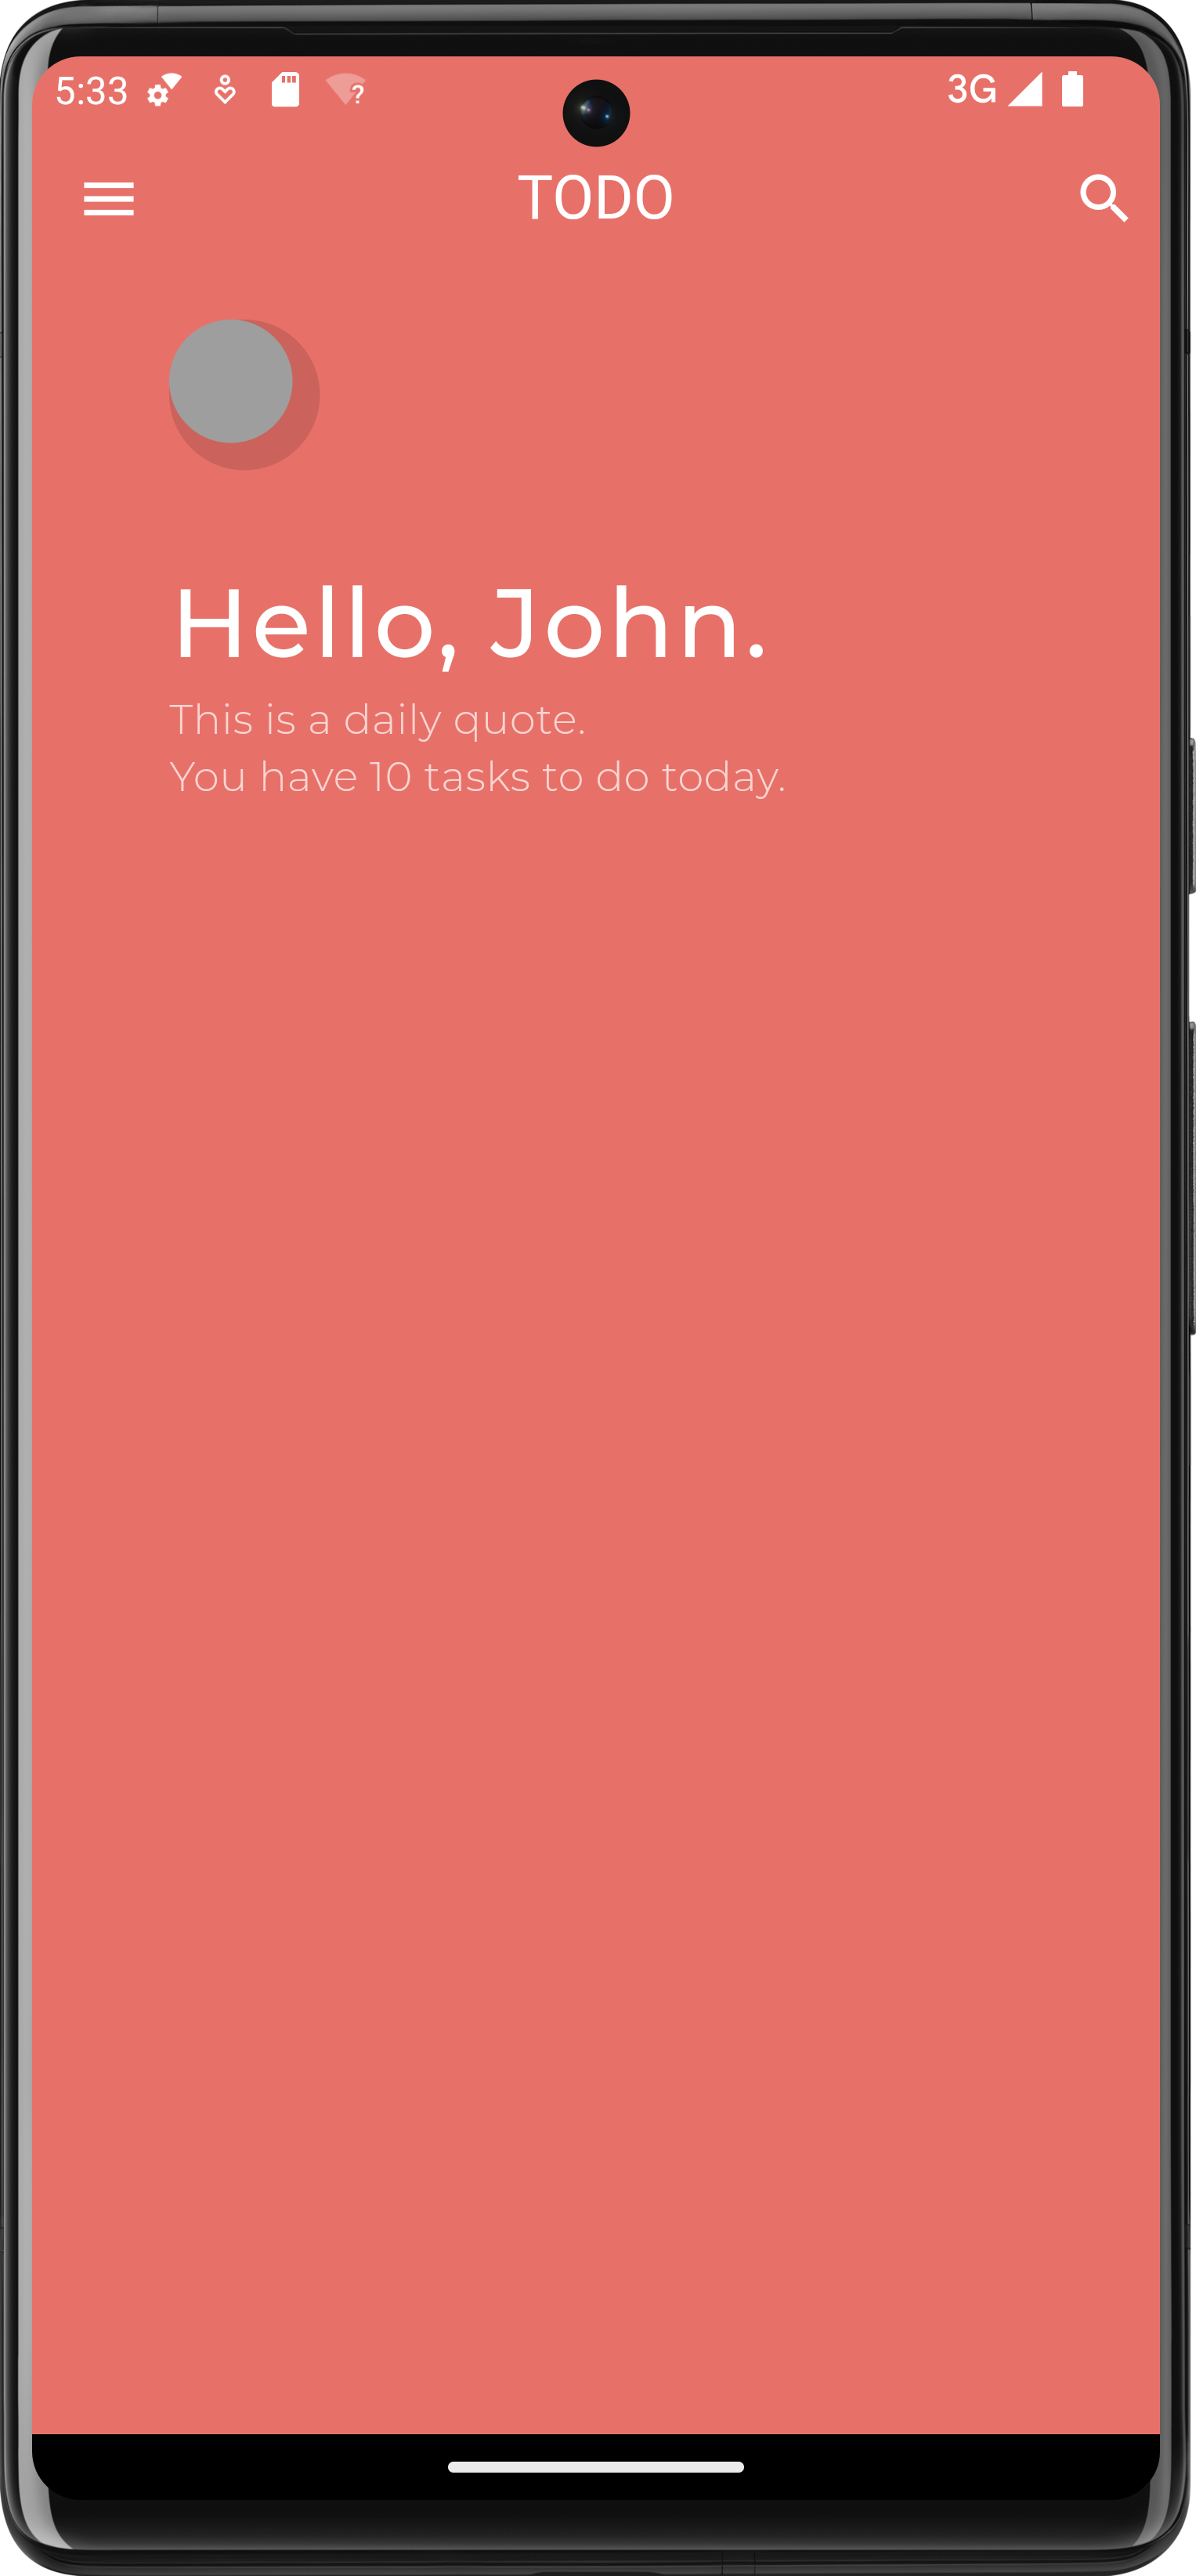 5:33
3G
TODO
Hello, John.
This is a daily quote.
You have 10 tasks to do today.